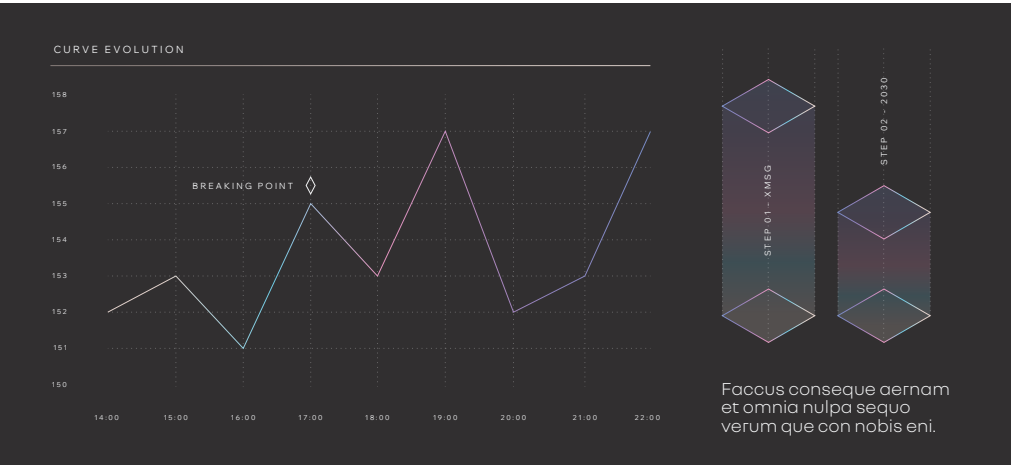 CURVE EVOLUTION
158
157
156
BREAKING POINT
155
154
153
152
151
150
14:00 15:00 16:00 17:00 18:00 19:00 20:00 21:00 22:00
STEP 01 - XMSG
STEP 02 - 2030
Faccus conseque aernam
et omnia nulpa sequo
verum que con nobis eni.